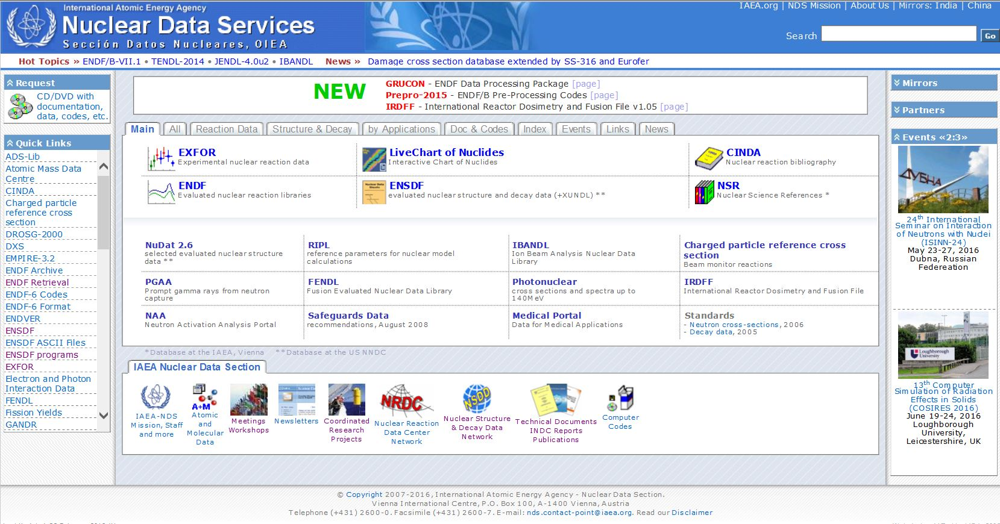 International Atomic Energy Agency
Nuclear Data Services
Sección Datos Nucleares, OIEA
IAEA.org | NDS Mission | About Us | Mirrors: India | China
Search Go
Hot Topics » ENDF/B-VII.1 • TENDL-2014 • JENDL-4.0u2 • IBANDL News » Damage cross section database extended by SS-316 and Eurofer
Request
CD/DVD with
documentation,
data, codes, etc.
Quick Links
ADS-Lib
Atomic Mass Data
Centre
CINDA
Charged particle
reference cross
section
DROSG-2000
DXS
EMPIRE-3.2
ENDF Archive
ENDF Retrieval
ENDF-6 Codes
ENDF-6 Format
ENDVER
ENSDF
ENSDF ASCII Files
ENSDF programs
EXFOR
Electron and Photon
Interaction Data
FENDL
Fission Yields
GANDR
NEW
GRUCON - ENDF Data Processing Package [page]
Prepro-2015 - ENDF/B Pre-Processing Codes [page]
IRDFF - International Reactor Dosimetry and Fusion File v1.05 [page]
Main All Reaction Data Structure & Decay by Applications Doc & Codes Index Events Links News
EXFOR
Experimental nuclear reaction data
LiveChart of Nuclides
Interactive Chart of Nuclides
CINDA
Nuclear reaction bibliography
ENDF
Evaluated nuclear reaction libraries
ENSDF
evaluated nuclear structure and decay data (+XUNDL) **
NSR
Nuclear Science References *
NuDat 2.6
selected evaluated nuclear structure
data **
RIPL
reference parameters for nuclear model
calculations
IBANDL
Ion Beam Analysis Nuclear Data
Library
Charged particle reference cross
section
Beam monitor reactions
PGAA
Prompt gamma rays from neutron
capture
FENDL
Fusion Evaluated Nuclear Data Library
Photonuclear
cross sections and spectra up to
140MeV
IRDFF
International Reactor Dosimetry and Fusion File
NAA
Neutron Activation Analysis Portal
Safeguards Data
recommendations, August 2008
Medical Portal
Data for Medical Applications
Standards
- Neutron cross-sections, 2006
- Decay data, 2005
*Database at the IAEA, Vienna **Database at the US NNDC
IAEA Nuclear Data Section
IAEA-NDS
Mission, Staff
and more
A+M
Atomic
and
Molecular
Data
Meetings
Workshops
Newsletters
Coordinated
Research
Projects
NRDC
Nuclear Reaction
Data Center
Network
NSDD
Nuclear Structure
& Decay Data
Network
Technical Documents
INDC Reports
Publications
Computer
Codes
Mirrors
Partners
Events «2:3»
ДУБНА
24th International
Seminar on Interaction
of Neutrons with Nuclei
(ISINN-24)
May 23-27, 2016
Dubna, Russian
Federeation
Loughborough
University
13th Computer
Simulation of Radiation
Effects in Solids
(COSIRES 2016)
June 19-24, 2016
Loughborough
University,
Leicestershire, UK
© Copyright 2007-2016, International Atomic Energy Agency - Nuclear Data Section.
Vienna International Centre, P.O. Box 100, A-1400 Vienna, Austria
Telephone (+431) 2600-0. Facsimile (+431) 2600-7. E-mail: nds.contact-point@iaea.org. Read our Disclaimer